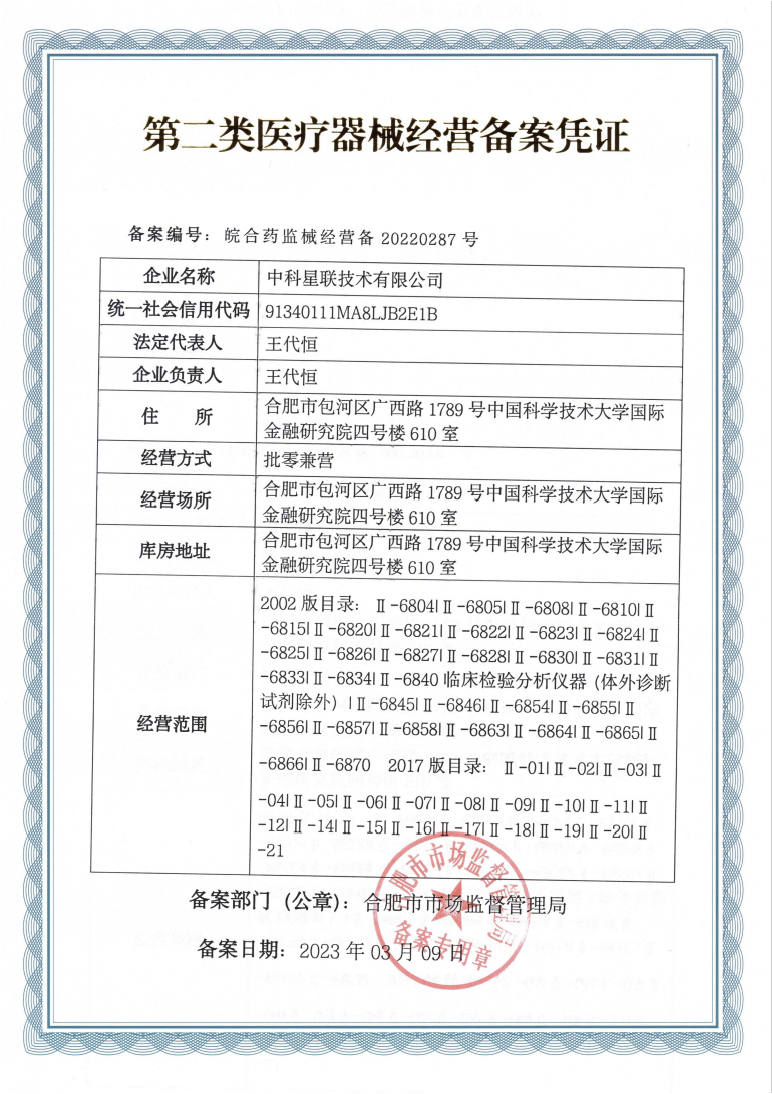 第二类医疗器械经营备案凭证
备案编号：皖合药监械经营备 20220287 号
企业名称 中科星联技术有限公司
统一社会信用代码 91340111MA8LJB2E1B
法定代表人 王代恒
企业负责人 王代恒
住 所 合肥市包河区广西路 1789 号中国科学技术大学国际
金融研究院四号楼 610 室
经营方式 批零兼营
经营场所 合肥市包河区广西路 1789 号中国科学技术大学国际
金融研究院四号楼 610 室
库房地址 合肥市包河区广西路 1789 号中国科学技术大学国际
金融研究院四号楼 610 室
经营范围
2002 版目录： Ⅱ-6804|Ⅱ-6805|Ⅱ-6808|Ⅱ-6810|Ⅱ
-6815|Ⅱ-6820|Ⅱ-6821|Ⅱ-6822|Ⅱ-6823|Ⅱ-6824|Ⅱ
-6825|Ⅱ-6826|Ⅱ-6827|Ⅱ-6828|Ⅱ-6830|Ⅱ-6831|Ⅱ
-6833|Ⅱ-6834|Ⅱ-6840 临床检验分析仪器（体外诊断
试剂除外）|Ⅱ-6845|Ⅱ-6846|Ⅱ-6854|Ⅱ-6855|Ⅱ
-6856|Ⅱ-6857|Ⅱ-6858|Ⅱ-6863|Ⅱ-6864|Ⅱ-6865|Ⅱ
-6866|Ⅱ-6870 2017 版目录： Ⅱ-01|Ⅱ-02|Ⅱ-03|Ⅱ
-04|Ⅱ-05|Ⅱ-06|Ⅱ-07|Ⅱ-08|Ⅱ-09|Ⅱ-10|Ⅱ-11|Ⅱ
-12|Ⅱ-14|Ⅱ-15|Ⅱ-16|Ⅱ-17|Ⅱ-18|Ⅱ-19|Ⅱ-20|Ⅱ
-21
备案部门（公章）：合肥市市场监督管理局
备案日期：2023 年 03 月 09 日
合肥市市场监督管理局
备案专用章